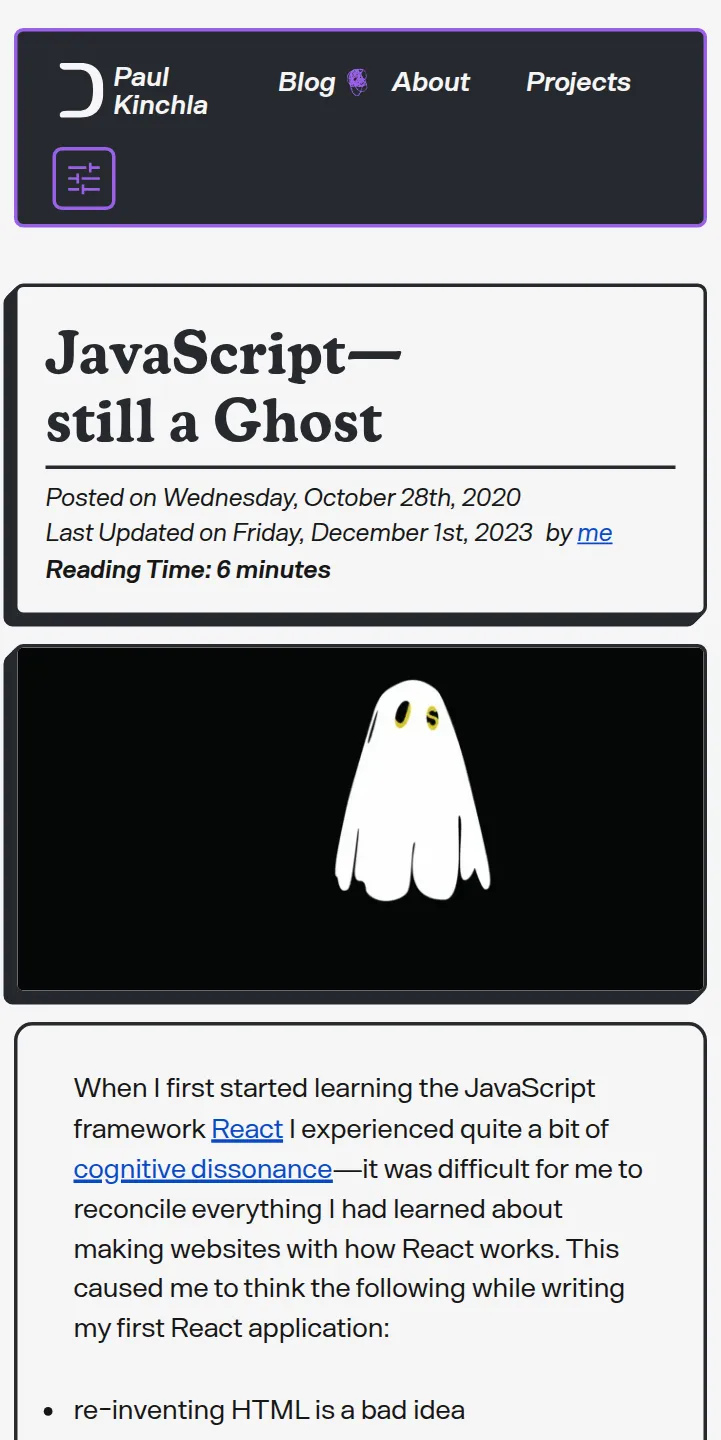 Paul
Kinchla
Blog
About
Projects
JavaScript—
still a Ghost
Posted on Wednesday, October 28th, 2020
Last Updated on Friday, December 1st, 2023 by me
Reading Time: 6 minutes
When I first started learning the JavaScript
framework React I experienced quite a bit of
cognitive dissonance—it was difficult for me to
reconcile everything I had learned about
making websites with how React works. This
caused me to think the following while writing
my first React application:
• re-inventing HTML is a bad idea